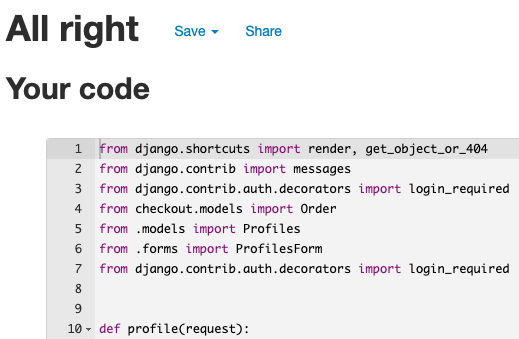 All right Save Share
Your code
1 from django.shortcuts import render, get_object_or_404
2 from django.contrib import messages
3 from django.contrib.auth.decorators import login_required
4 from checkout.models import Order
5 from .models import Profiles
6 from .forms import ProfilesForm
7 from django.contrib.auth.decorators import login_required
8
9
10 def profile(request):